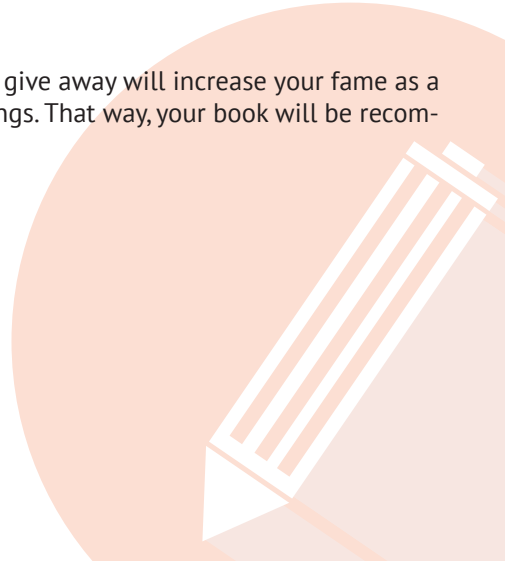 give away will increase your fame as a
ngs. That way, your book will be recom-